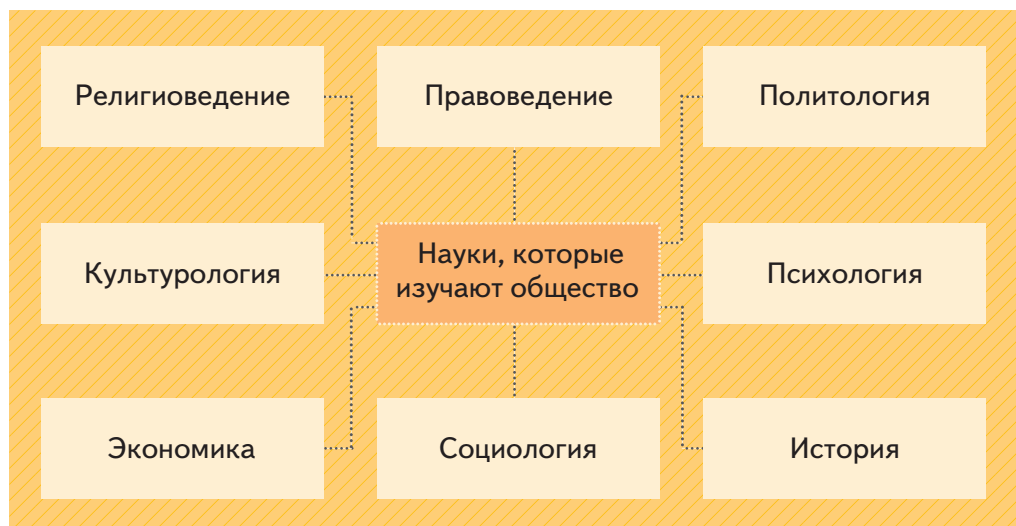 Религиоведение
Правоведение
Политология
Культурология
Науки, которые
изучают общество
Психология
Экономика
Социология
История